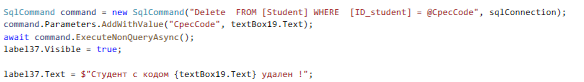 SqlCommand command = new SqlCommand("Delete  FROM [Student] WHERE  [ID_student] = @CpecCode", sqlConnection);
command.Parameters.AddWithValue("CpecCode", textBox19.Text);
await command.ExecuteNonQueryAsync();
label37.Visible = true;
label37.Text = $"Студент с кодом {textBox19.Text} удален !";